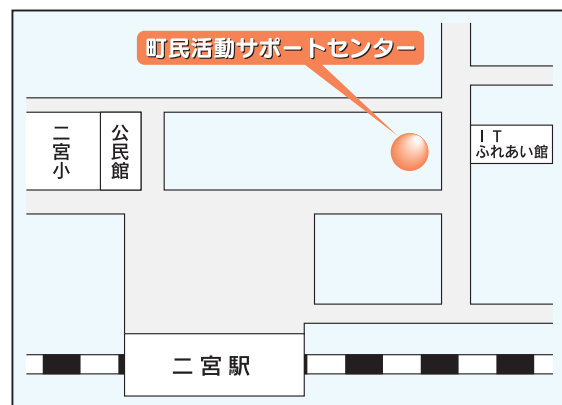 町民活動サポートセンター
二宮小
公民館
IT
ふれあい館
二宮駅